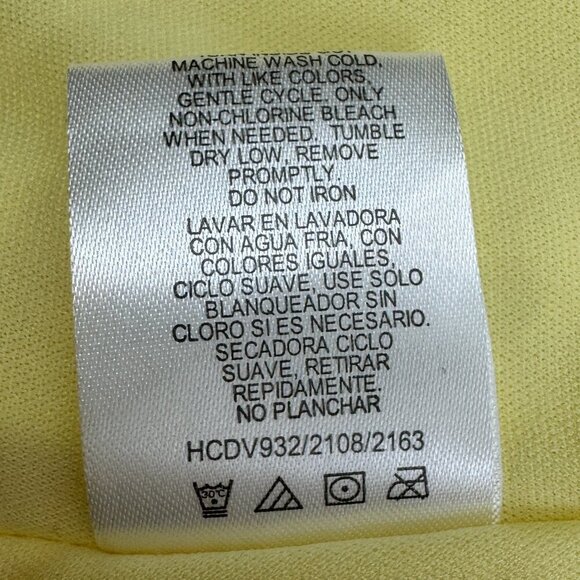 MACHINE WASH COLD,
WITH LIKE COLORS,
GENTLE CYCLE. ONLY
NON-CHLORINE BLEACH
WHEN NEEDED. TUMBLE
DRY LOW, REMOVE
PROMPTLY.
DO NOT IRON
LAVAR EN LAVADORA
CON AGUA FRIA, CON
COLORES IGUALES,
CICLO SUAVE, USE SOLO
BLANQUEADOR SIN
CLORO SI ES NECESARIO.
SECADORA CICLO
SUAVE, RETIRAR
REPIDAMENTE.
NO PLANCHAR
HCDV932/2108/2163
30°C